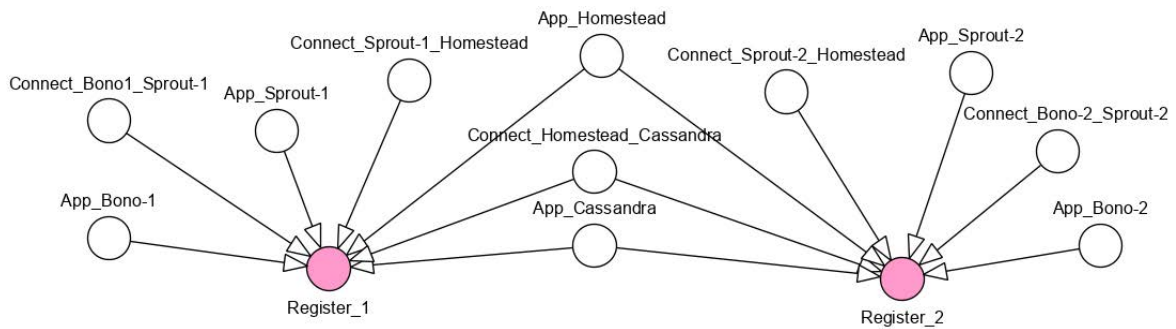 App_Homestead
Connect_Sprout-1_Homestead
App_Sprout-2
Connect_Sprout-2_Homestead
Connect_Bono1_Sprout-1
App_Sprout-1
Connect_Bono-2_Sprout-2
Connect_Homestead_Cassandra
App_Bono-1
App_Cassandra
App_Bono-2
Register_1
Register_2